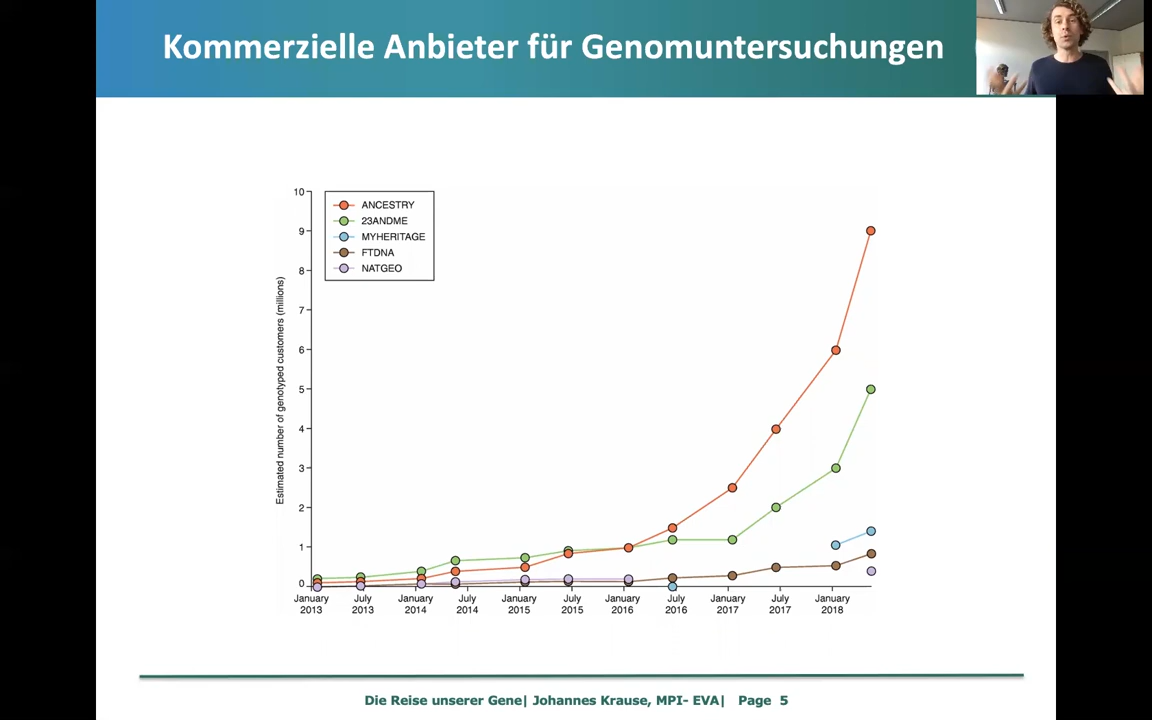 Kommerzielle Anbieter für Genomuntersuchungen
10
9
8
7
6
5
4
3
2
1
0
Estimated number of genotyped customers (millions)
ANCESTRY
23ANDME
MYHERITAGE
FTDNA
NATGEO
January 2013
July 2013
January 2014
July 2014
January 2015
July 2015
January 2016
July 2016
January 2017
July 2017
January 2018
Die Reise unserer Gene| Johannes Krause, MPI- EVA| Page 5